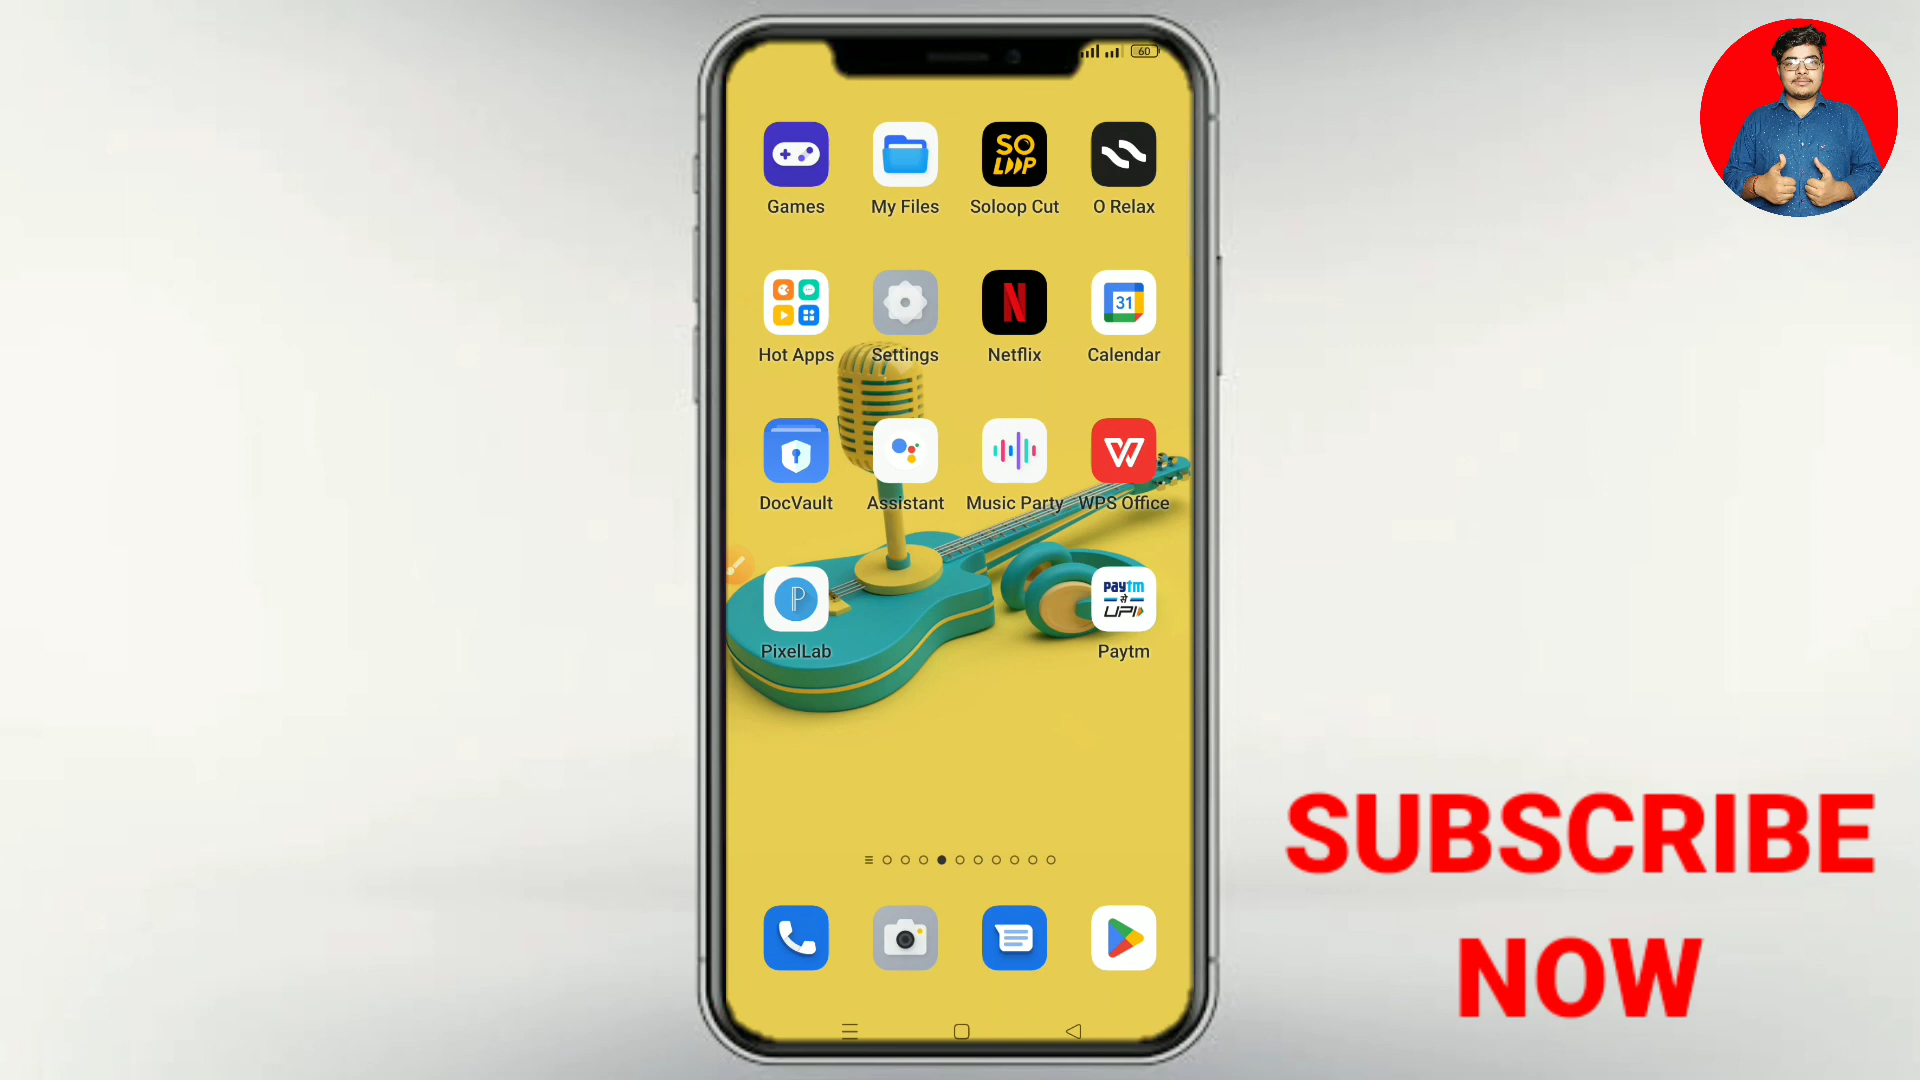 60
SO
LOOP
Games My Files Soloop Cut O Relax
N
31
Hot Apps Settings Netflix Calendar
W
DocVault Assistant Music Party WPS Office
P
paytm
से
UPI
PixelLab Paytm
SUBSCRIBE
NOW